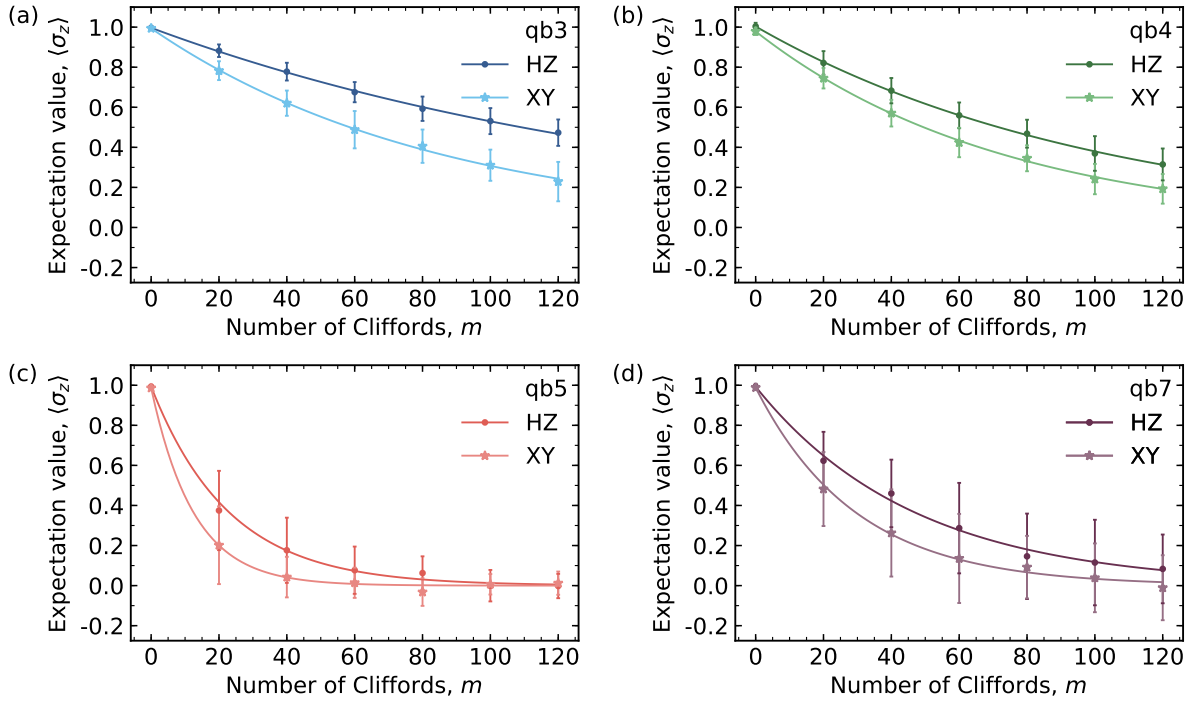 (a)
Expectation value, ⟨σz⟩
1.0
0.8
0.6
0.4
0.2
0.0
-0.2
qb3
HZ
XY
0 20 40 60 80 100 120
Number of Cliffords, m
(b)
Expectation value, ⟨σz⟩
1.0
0.8
0.6
0.4
0.2
0.0
-0.2
qb4
HZ
XY
0 20 40 60 80 100 120
Number of Cliffords, m
(c)
Expectation value, ⟨σz⟩
1.0
0.8
0.6
0.4
0.2
0.0
-0.2
qb5
HZ
XY
0 20 40 60 80 100 120
Number of Cliffords, m
(d)
Expectation value, ⟨σz⟩
1.0
0.8
0.6
0.4
0.2
0.0
-0.2
qb7
HZ
XY
0 20 40 60 80 100 120
Number of Cliffords, m